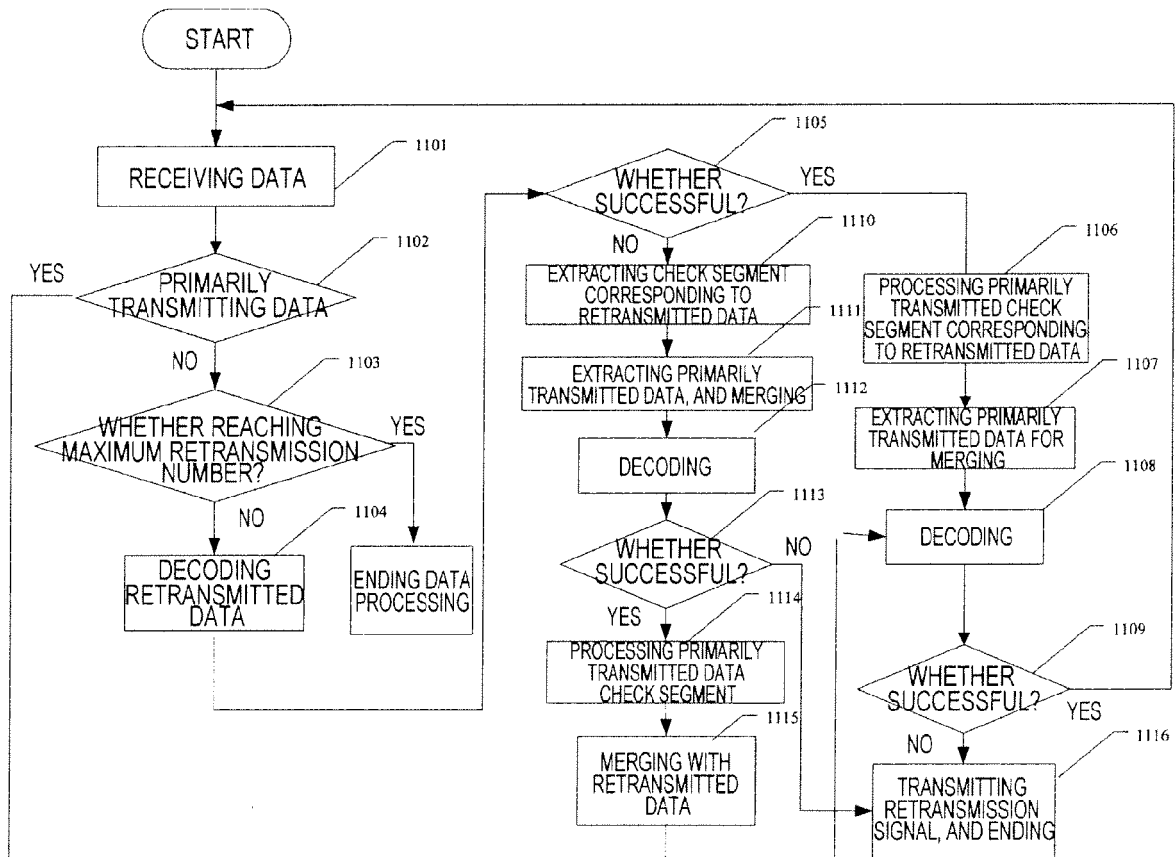 START
1101
RECEIVING DATA
1102
YES
PRIMARILY
TRANSMITTING DATA
NO
1103
WHETHER REACHING
MAXIMUM RETRANSMISSION
NUMBER?
YES
NO
1104
DECODING
RETRANSMITTED
DATA
ENDING DATA
PROCESSING
1105
WHETHER
SUCCESSFUL?
YES
NO
1110
EXTRACTING CHECK SEGMENT
CORRESPONDING TO
RETRANSMITTED DATA
1111
EXTRACTING PRIMARILY
TRANSMITTED DATA, AND MERGING
1112
DECODING
1113
WHETHER
SUCCESSFUL?
NO
YES
1114
PROCESSING PRIMARILY
TRANSMITTED DATA
CHECK SEGMENT
1115
MERGING WITH
RETRANSMITTED
DATA
1106
PROCESSING PRIMARILY
TRANSMITTED CHECK
SEGMENT CORRESPONDING
TO RETRANSMITTED DATA
1107
EXTRACTING PRIMARILY
TRANSMITTED DATA FOR
MERGING
1108
DECODING
1109
WHETHER
SUCCESSFUL?
YES
NO
1116
TRANSMITTING
RETRANSMISSION
SIGNAL, AND ENDING